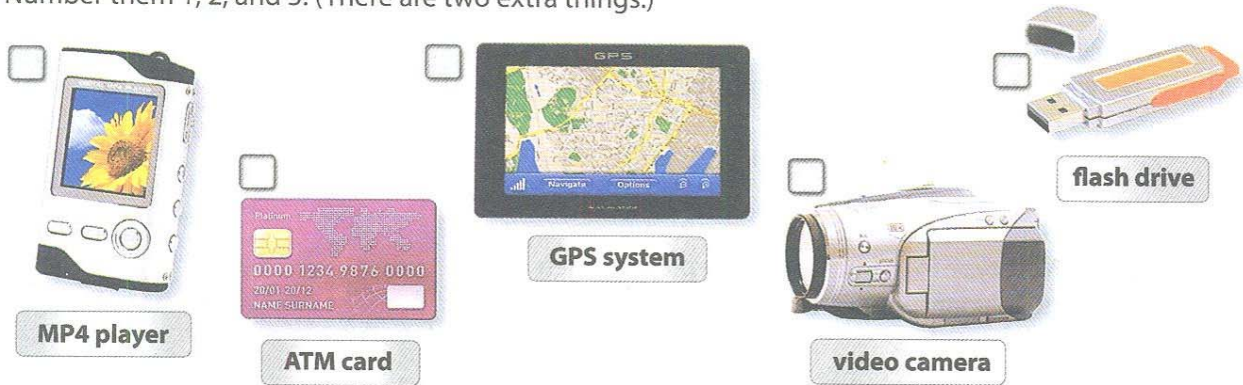 Number them 1, 2, and 3. (There are two extra things.)
GPS
Navigate Options
flash drive
Platinum
0000 1234 9876 0000
20/01-20/12
NAME SURNAME
GPS system
MP4 player
ATM card
video camera